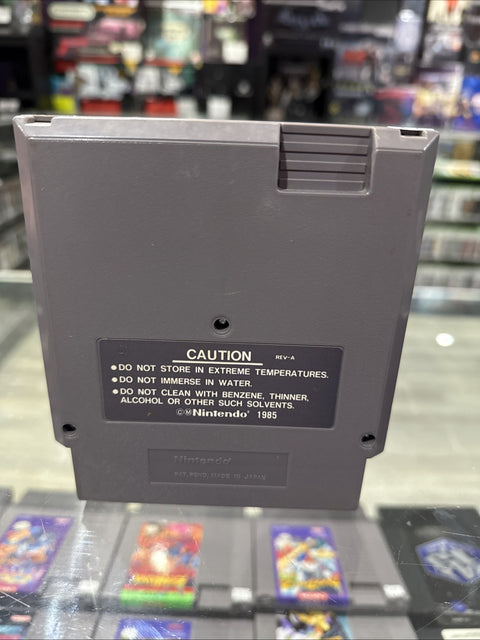 CAUTION REV-A
•DO NOT STORE IN EXTREME TEMPERATURES.
•DO NOT IMMERSE IN WATER.
•DO NOT CLEAN WITH BENZENE, THINNER,
ALCOHOL OR OTHER SUCH SOLVENTS.
©ⓂNintendo® 1985
Nintendo®
PAT. PEND. MADE IN JAPAN